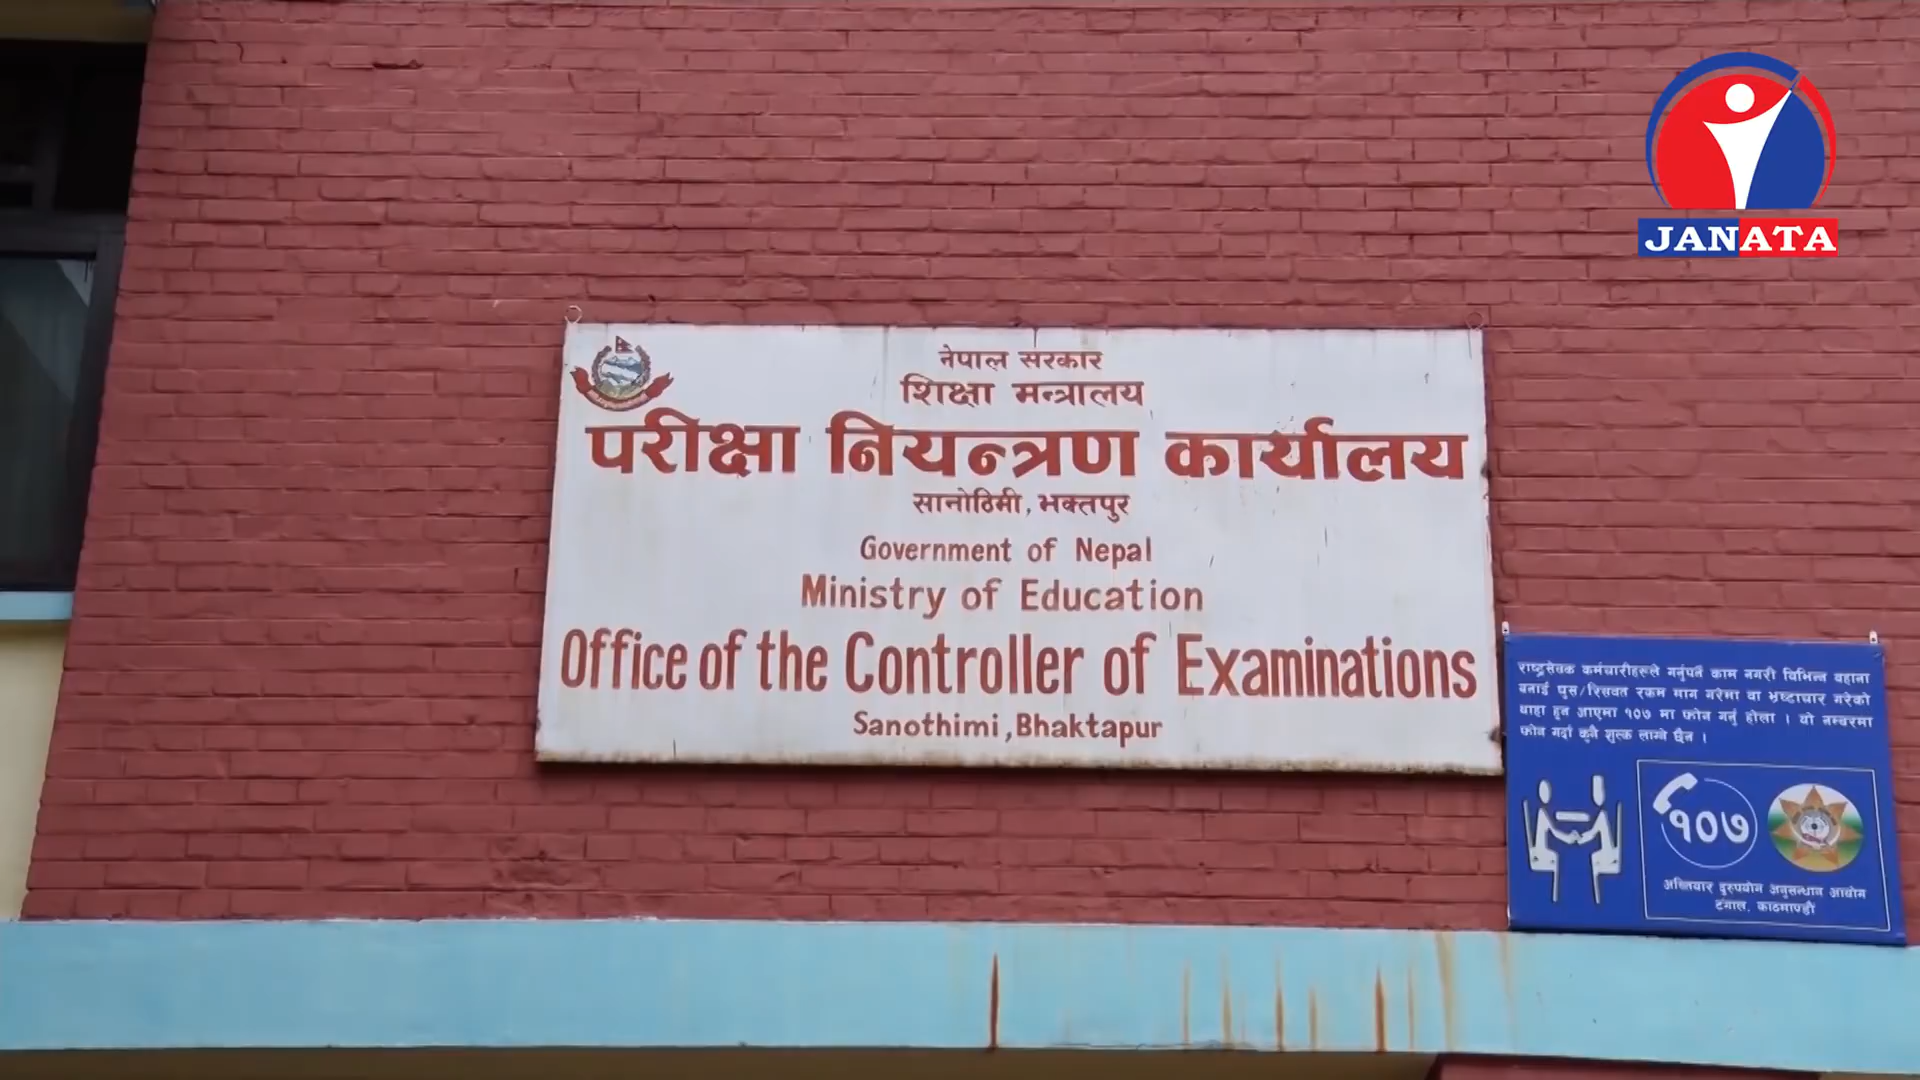 JANATA
नेपाल सरकार
शिक्षा मन्त्रालय
परीक्षा नियन्त्रण कार्यालय
सानोठिमी, भक्तपुर
Government of Nepal
Ministry of Education
Office of the Controller of Examinations
Sanothimi, Bhaktapur
राष्ट्रसेवक कर्मचारीहरूले गर्नुपर्ने काम नगरी विभिन्न बहाना
बनाई घुस/रिसवत रकम माग गरेमा वा भ्रष्टाचार गरेको
थाहा हुन आएमा १०७ मा फोन गर्नु होला । यो नम्बरमा
फोन गर्दा कुनै शुल्क लाग्ने छैन ।
१०७
अख्तियार दुरुपयोग अनुसन्धान आयोग
टंगाल, काठमाण्डौ